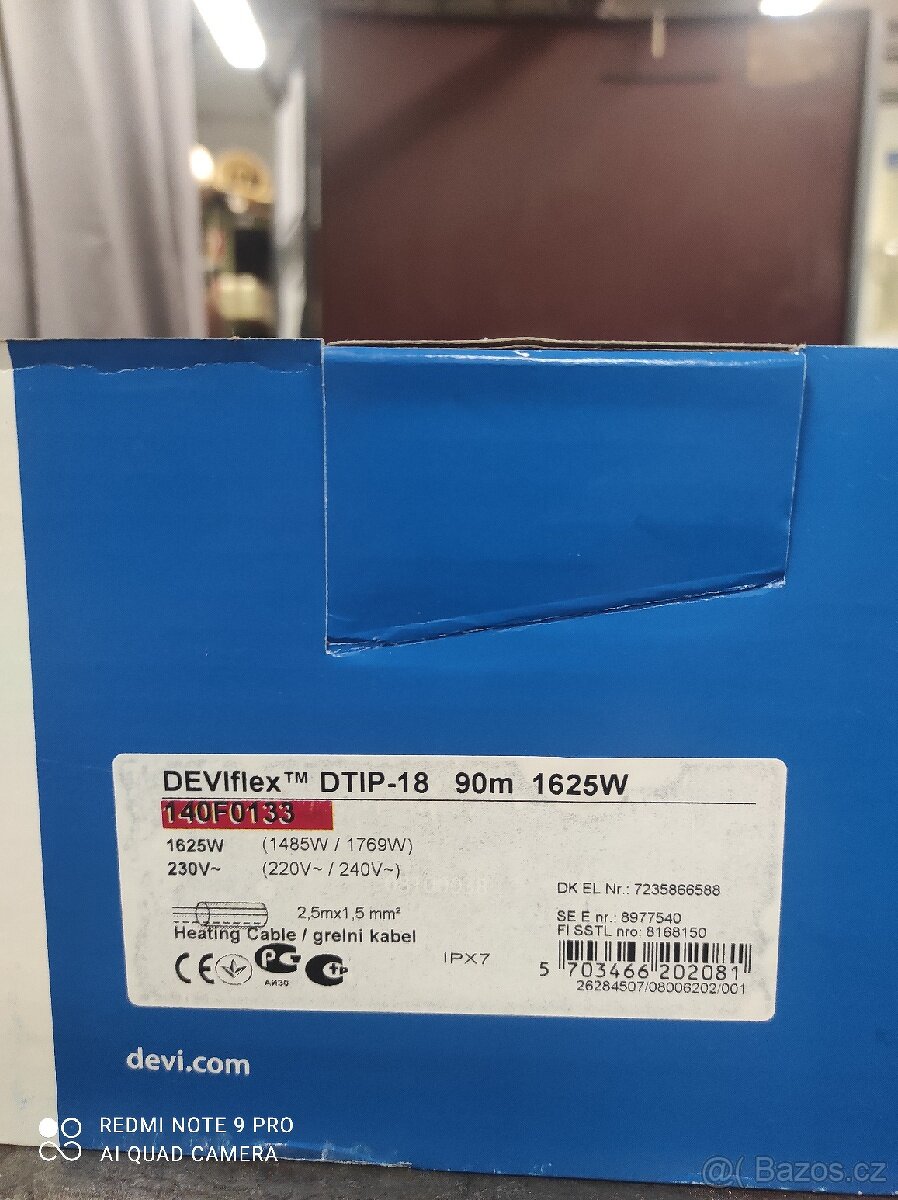 DEVIflex™ DTIP-18 90m 1625W
140F0133
1625W (1485W / 1769W)
230V~ (220V~ / 240V~)
2,5mx1,5 mm²
Heating Cable / grelni kabel
IPX7
DK EL Nr.: 7235866588
SE E nr.: 8977540
FI SSTL nro: 8168150
5 703466 202081
26284507/08006202/001
CE
АИ30
devi.com
REDMI NOTE 9 PRO
AI QUAD CAMERA
@( Bazos.cz